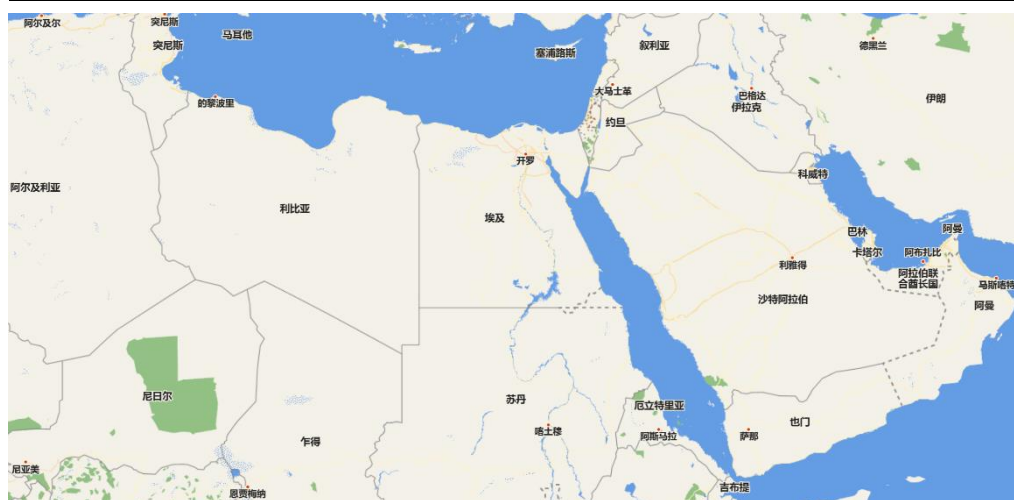 阿尔及尔
突尼斯
突尼斯
马耳他
塞浦路斯
叙利亚
德黑兰
的黎波里
大马士革
巴格达
伊拉克
伊朗
约旦
开罗
科威特
阿尔及利亚
利比亚
埃及
巴林
阿曼
卡塔尔
阿布扎比
利雅得
阿拉伯联
合酋长国
马斯喀特
沙特阿拉伯
阿曼
尼日尔
苏丹
厄立特里亚
也门
喀土穆
阿斯马拉
萨那
乍得
尼亚美
恩贾梅纳
吉布提